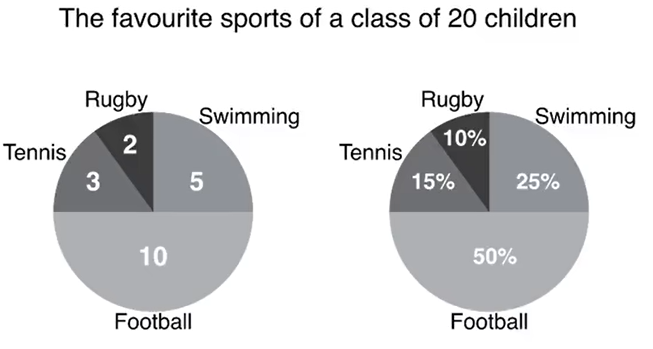 The favourite sports of a class of 20 children
Rugby
Swimming
Tennis
2
3
5
10
Football
Rugby
Swimming
Tennis
10%
15%
25%
50%
Football